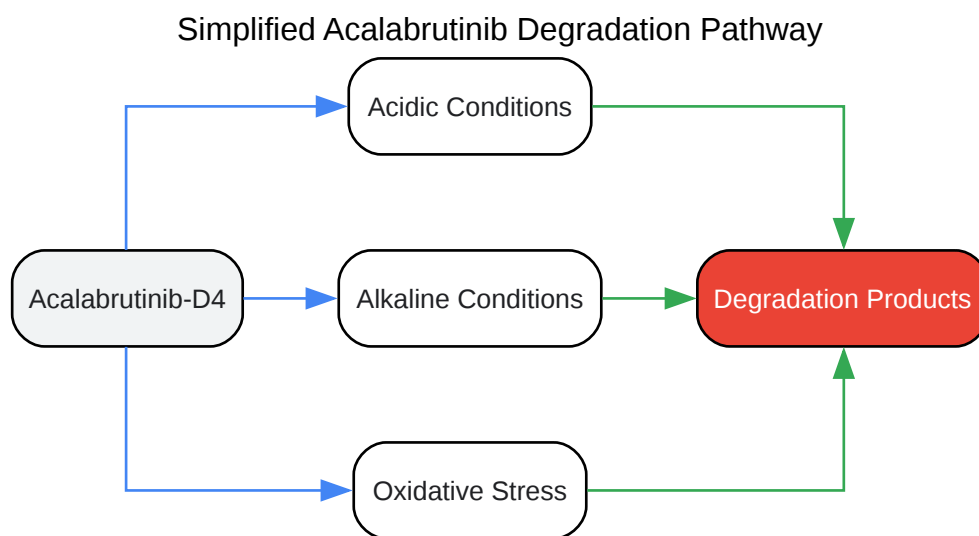 Simplified Acalabrutinib Degradation Pathway
Acidic Conditions
Acalabrutinib-D4
Alkaline Conditions
Degradation Products
Oxidative Stress